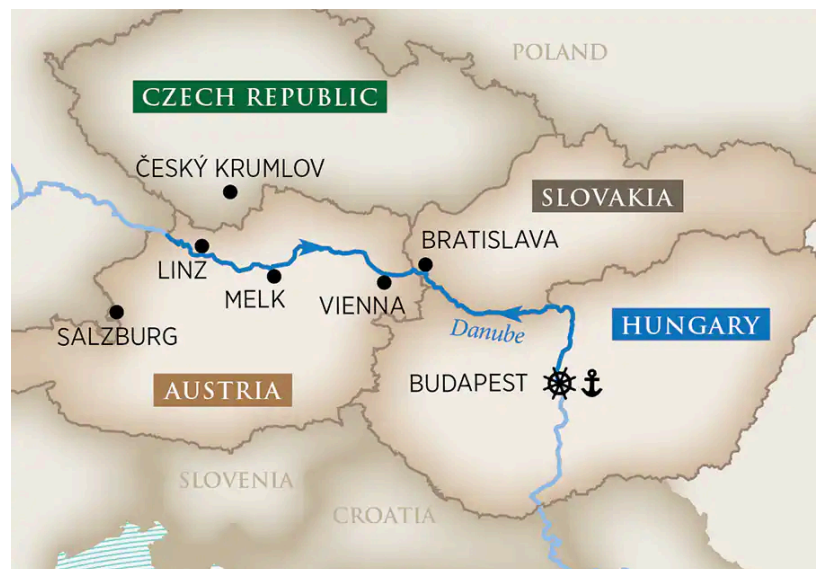 POLAND
CZECH REPUBLIC
ČESKÝ KRUMLOV
SLOVAKIA
BRATISLAVA
LINZ
MELK
VIENNA
SALZBURG
Danube
HUNGARY
AUSTRIA
BUDAPEST
SLOVENIA
CROATIA